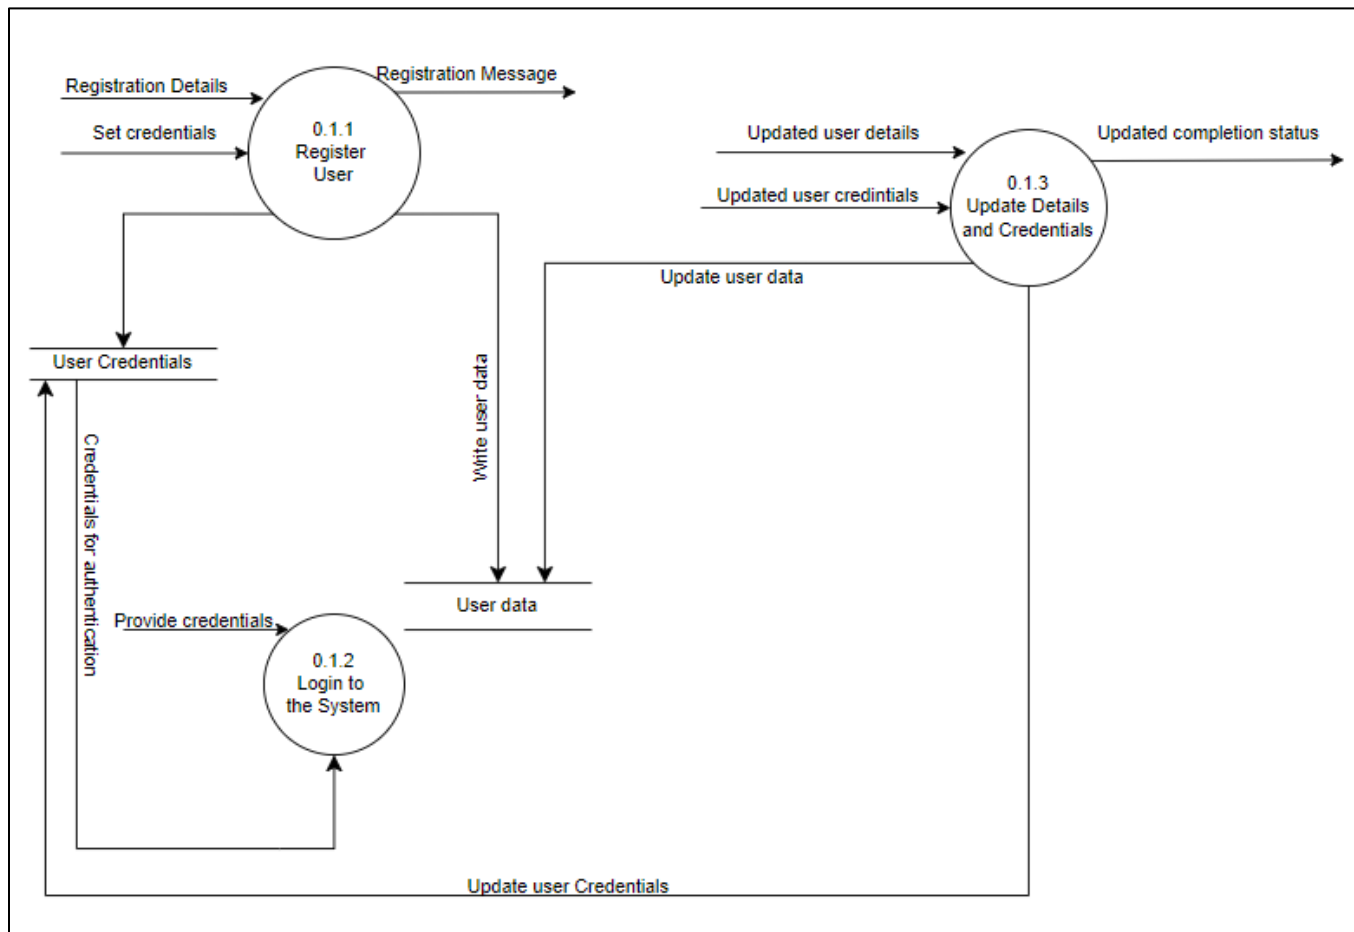 Registration Details
Registration Message
Set credentials
0.1.1
Register
User
Updated user details
Updated completion status
Updated user credintials
0.1.3
Update Details
and Credentials
Update user data
User Credentials
Write user data
Credentials for authentication
User data
Provide credentials
0.1.2
Login to
the System
Update user Credentials